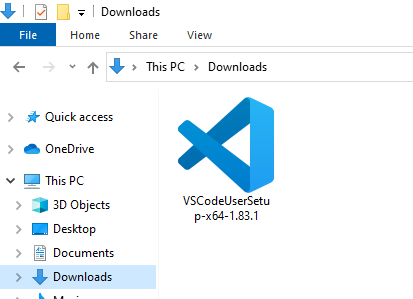 Downloads
File
Home
Share
View
This PC
Downloads
Quick access
OneDrive
This PC
3D Objects
Desktop
Documents
Downloads
VSCodeUserSetu
p-x64-1.83.1